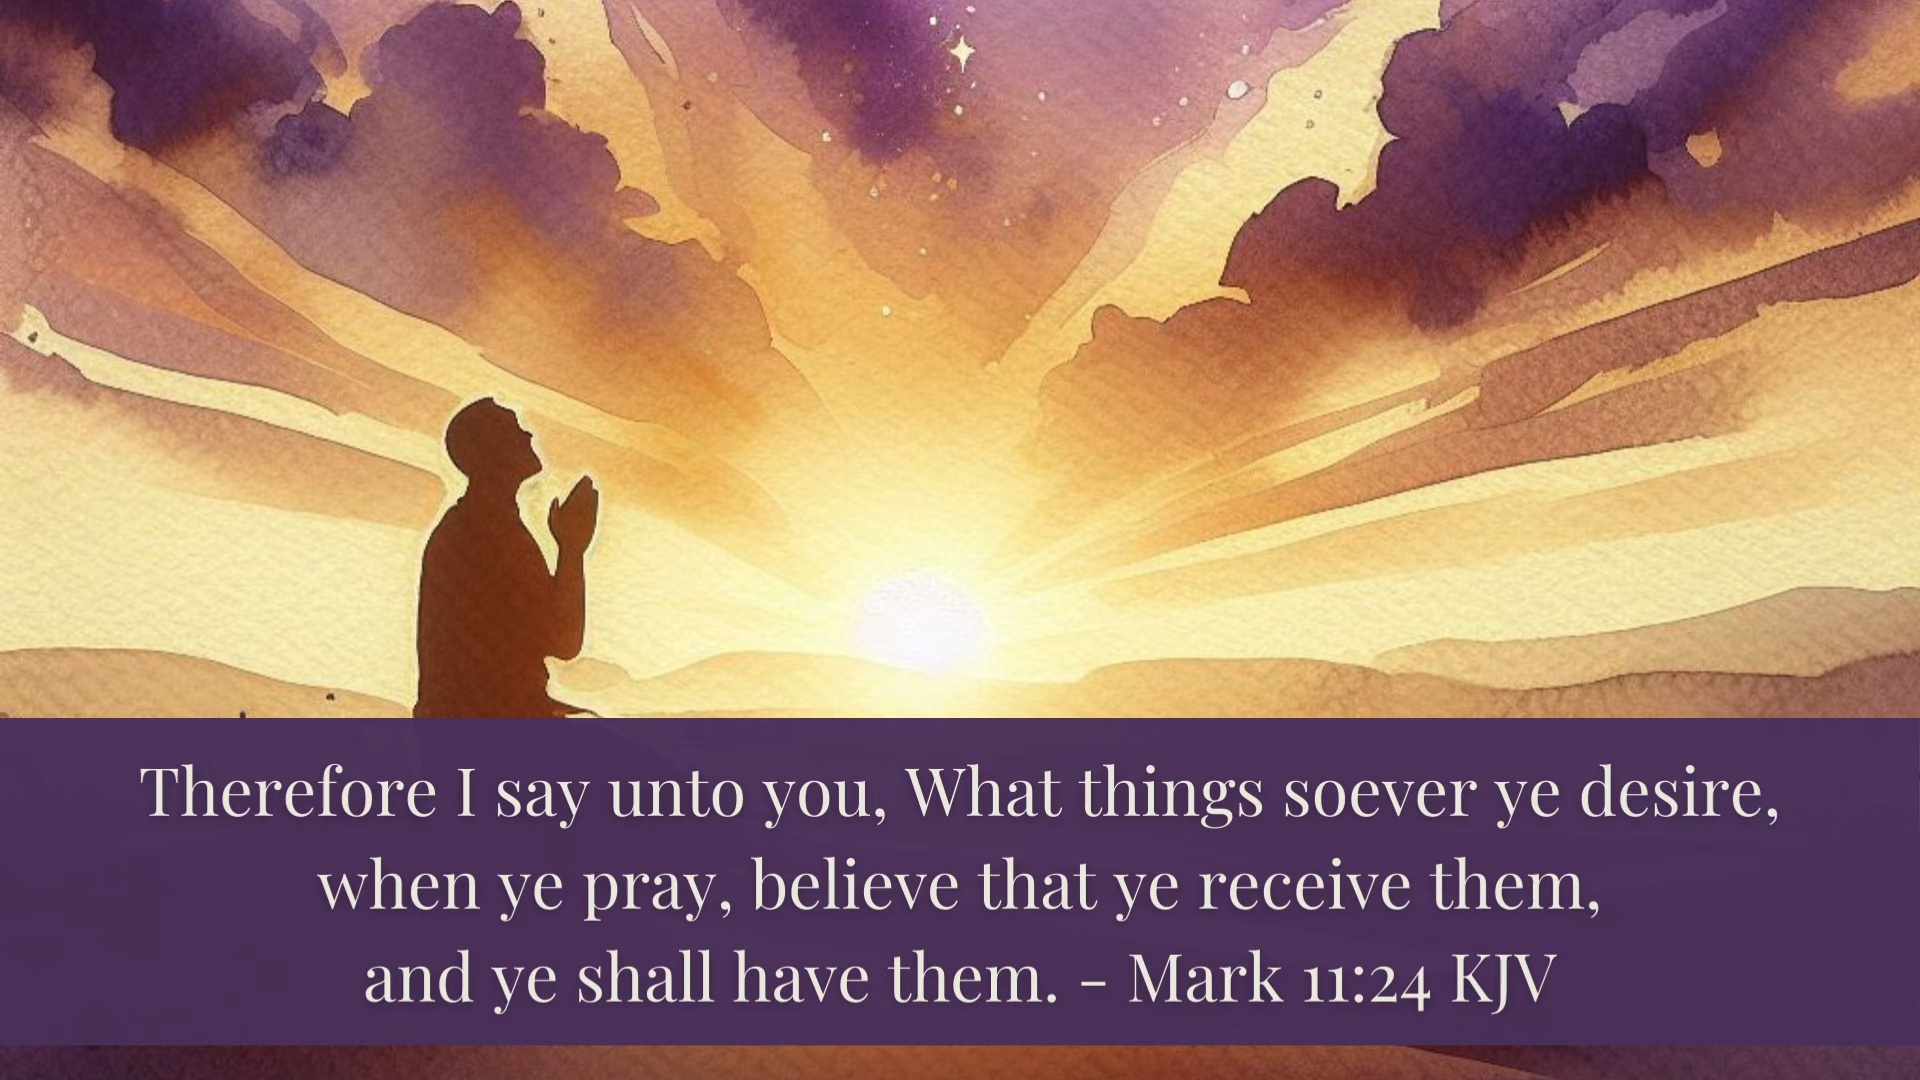 Therefore I say unto you, What things soever ye desire,
when ye pray, believe that ye receive them,
and ye shall have them. - Mark 11:24 KJV